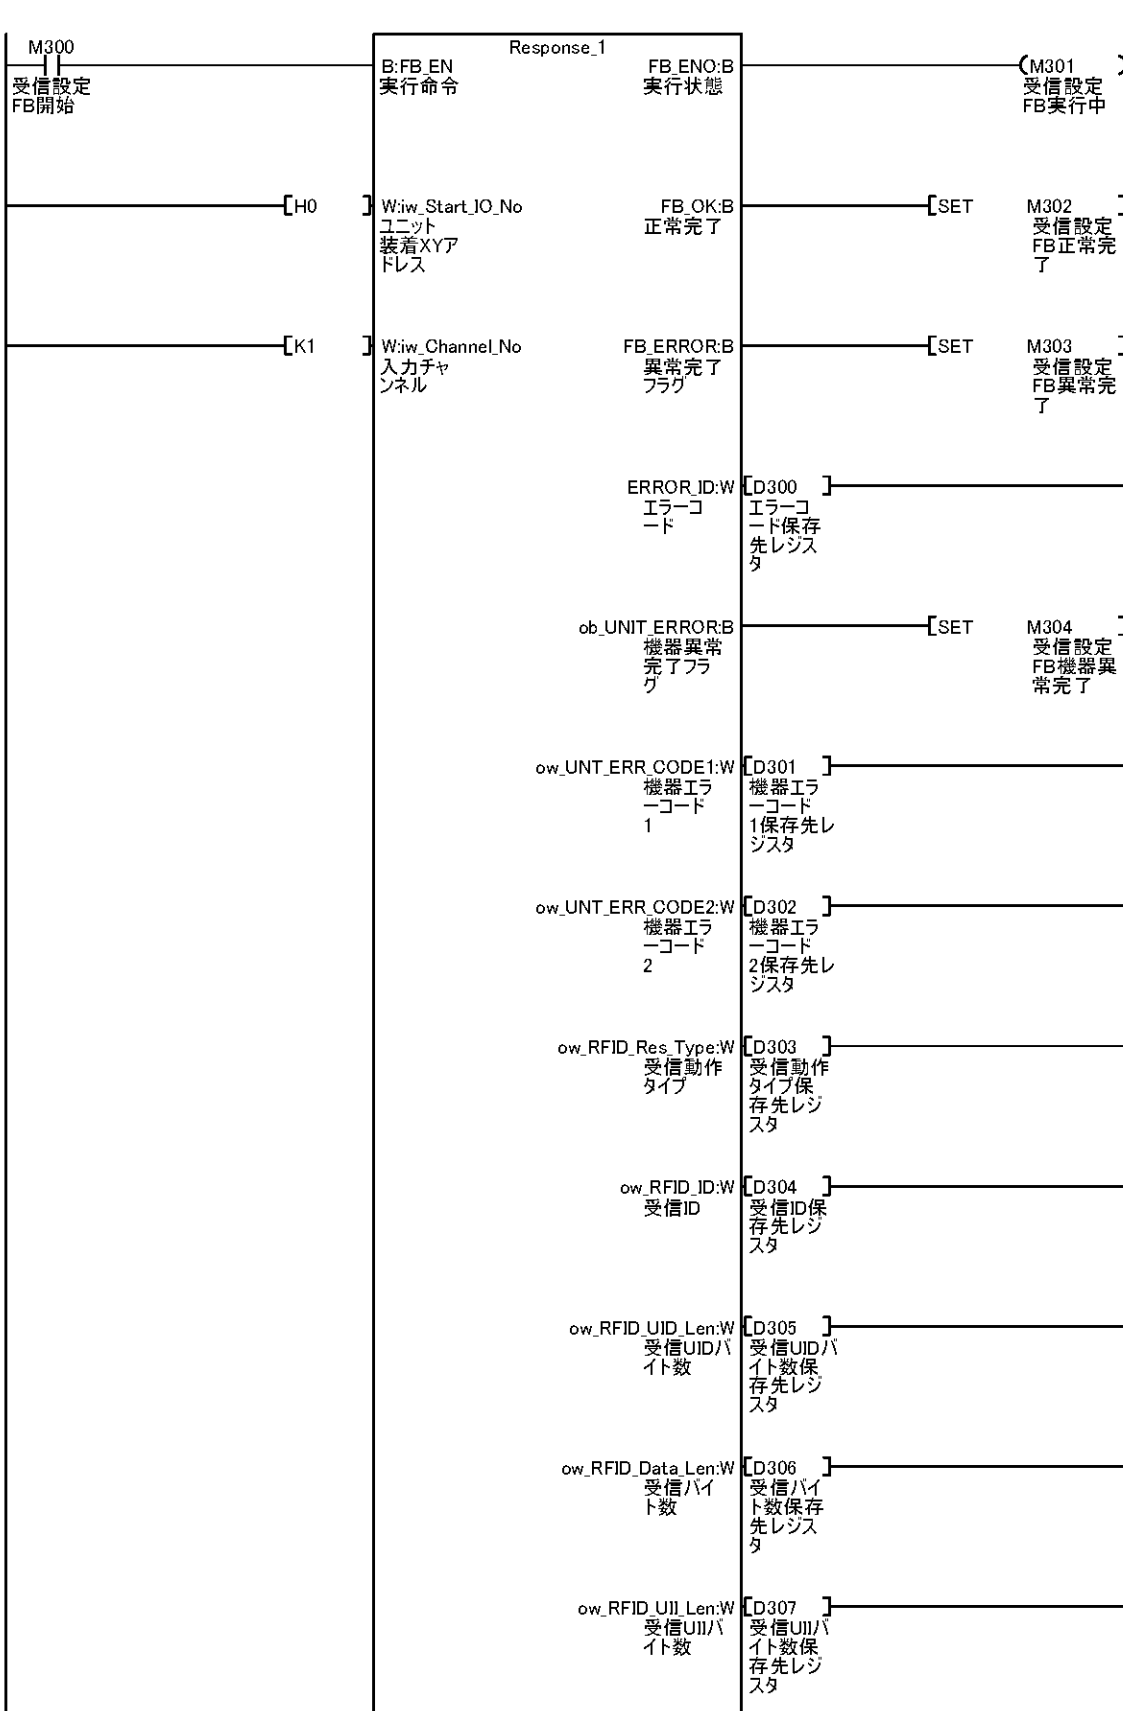 Response_1
M300
受信設定
FB開始
B:FB_EN
実行命令
FB_ENO:B
実行状態
M301
受信設定
FB実行中
H0
W:iw_Start_IO_No
ユニット
装着XYア
ドレス
FB_OK:B
正常完了
SET M302
受信設定
FB正常完
了
K1
W:iw_Channel_No
入力チャ
ンネル
FB_ERROR:B
異常完了
フラグ
SET M303
受信設定
FB異常完
了
ERROR_ID:W
エラーコ
ード
D300
エラーコ
ード保存
先レジス
タ
ob_UNIT_ERROR:B
機器異常
完了フラ
グ
SET M304
受信設定
FB機器異
常完了
ow_UNT_ERR_CODE1:W
機器エラ
ーコード
1
D301
機器エラ
ーコード
1保存先レ
ジスタ
ow_UNT_ERR_CODE2:W
機器エラ
ーコード
2
D302
機器エラ
ーコード
2保存先レ
ジスタ
ow_RFID_Res_Type:W
受信動作
タイプ
D303
受信動作
タイプ保
存先レジ
スタ
ow_RFID_ID:W
受信ID
D304
受信ID保
存先レジ
スタ
ow_RFID_UID_Len:W
受信UIDバ
イト数
D305
受信UIDバ
イト数保
存先レジ
スタ
ow_RFID_Data_Len:W
受信バイ
ト数
D306
受信バイ
ト数保存
先レジス
タ
ow_RFID_UII_Len:W
受信UIIバ
イト数
D307
受信UIIバ
イト数保
存先レジ
スタ